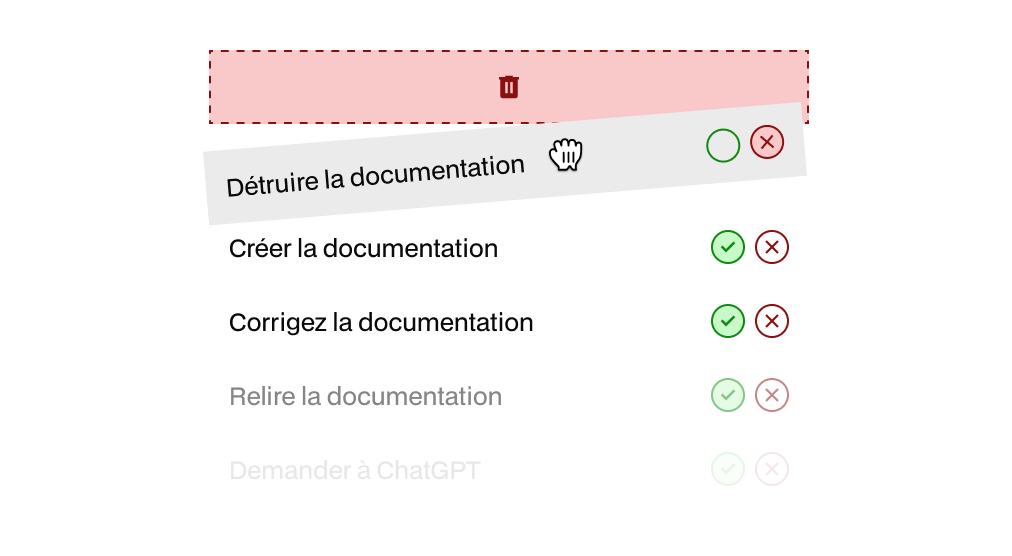 Détruire la documentation
Créer la documentation
Corrigez la documentation
Relire la documentation
Demander à ChatGPT